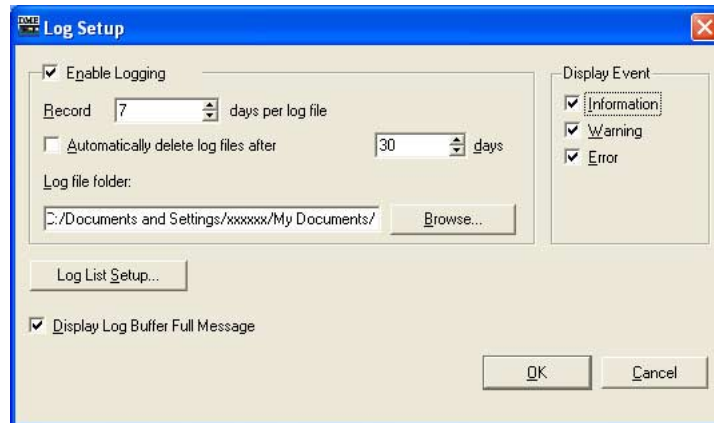 DME
Log Setup
Enable Logging
Record 7 days per log file
Automatically delete log files after 30 days
Log file folder:
C:/Documents and Settings/xxxxxx/My Documents/ Browse...
Display Event
Information
Warning
Error
Log List Setup...
Display Log Buffer Full Message
OK Cancel